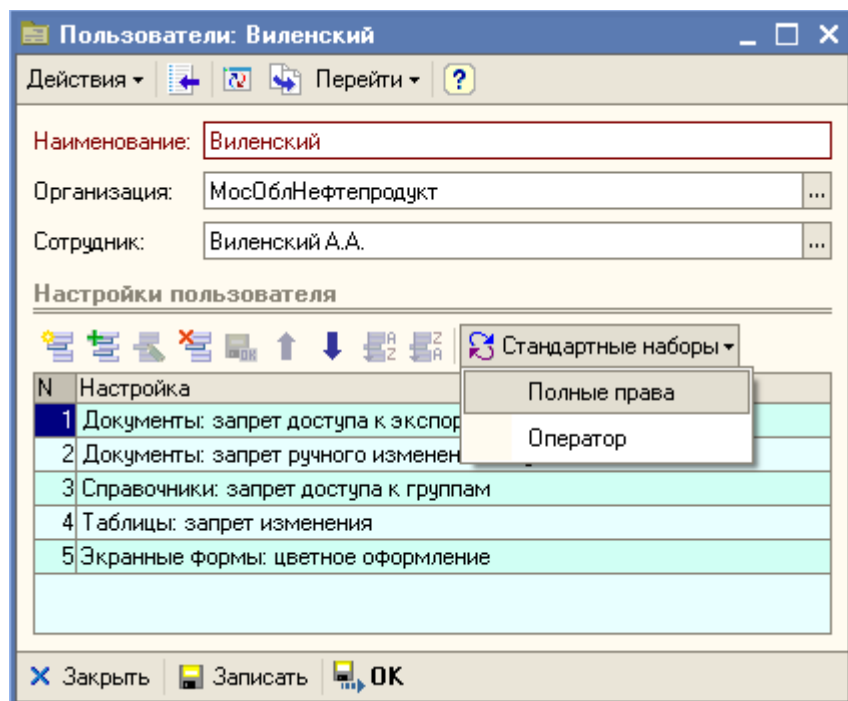 Пользователи: Виленский
Действия Перейти ?
Наименование: Виленский
Организация: МосОблНефтепродукт ...
Сотрудник: Виленский А.А. ...
Настройки пользователя
Стандартные наборы
Полные права
Оператор
N Настройка
1 Документы: запрет доступа к экспор
2 Документы: запрет ручного изменен
3 Справочники: запрет доступа к группам
4 Таблицы: запрет изменения
5 Экранные формы: цветное оформление
Закрыть Записать ОК